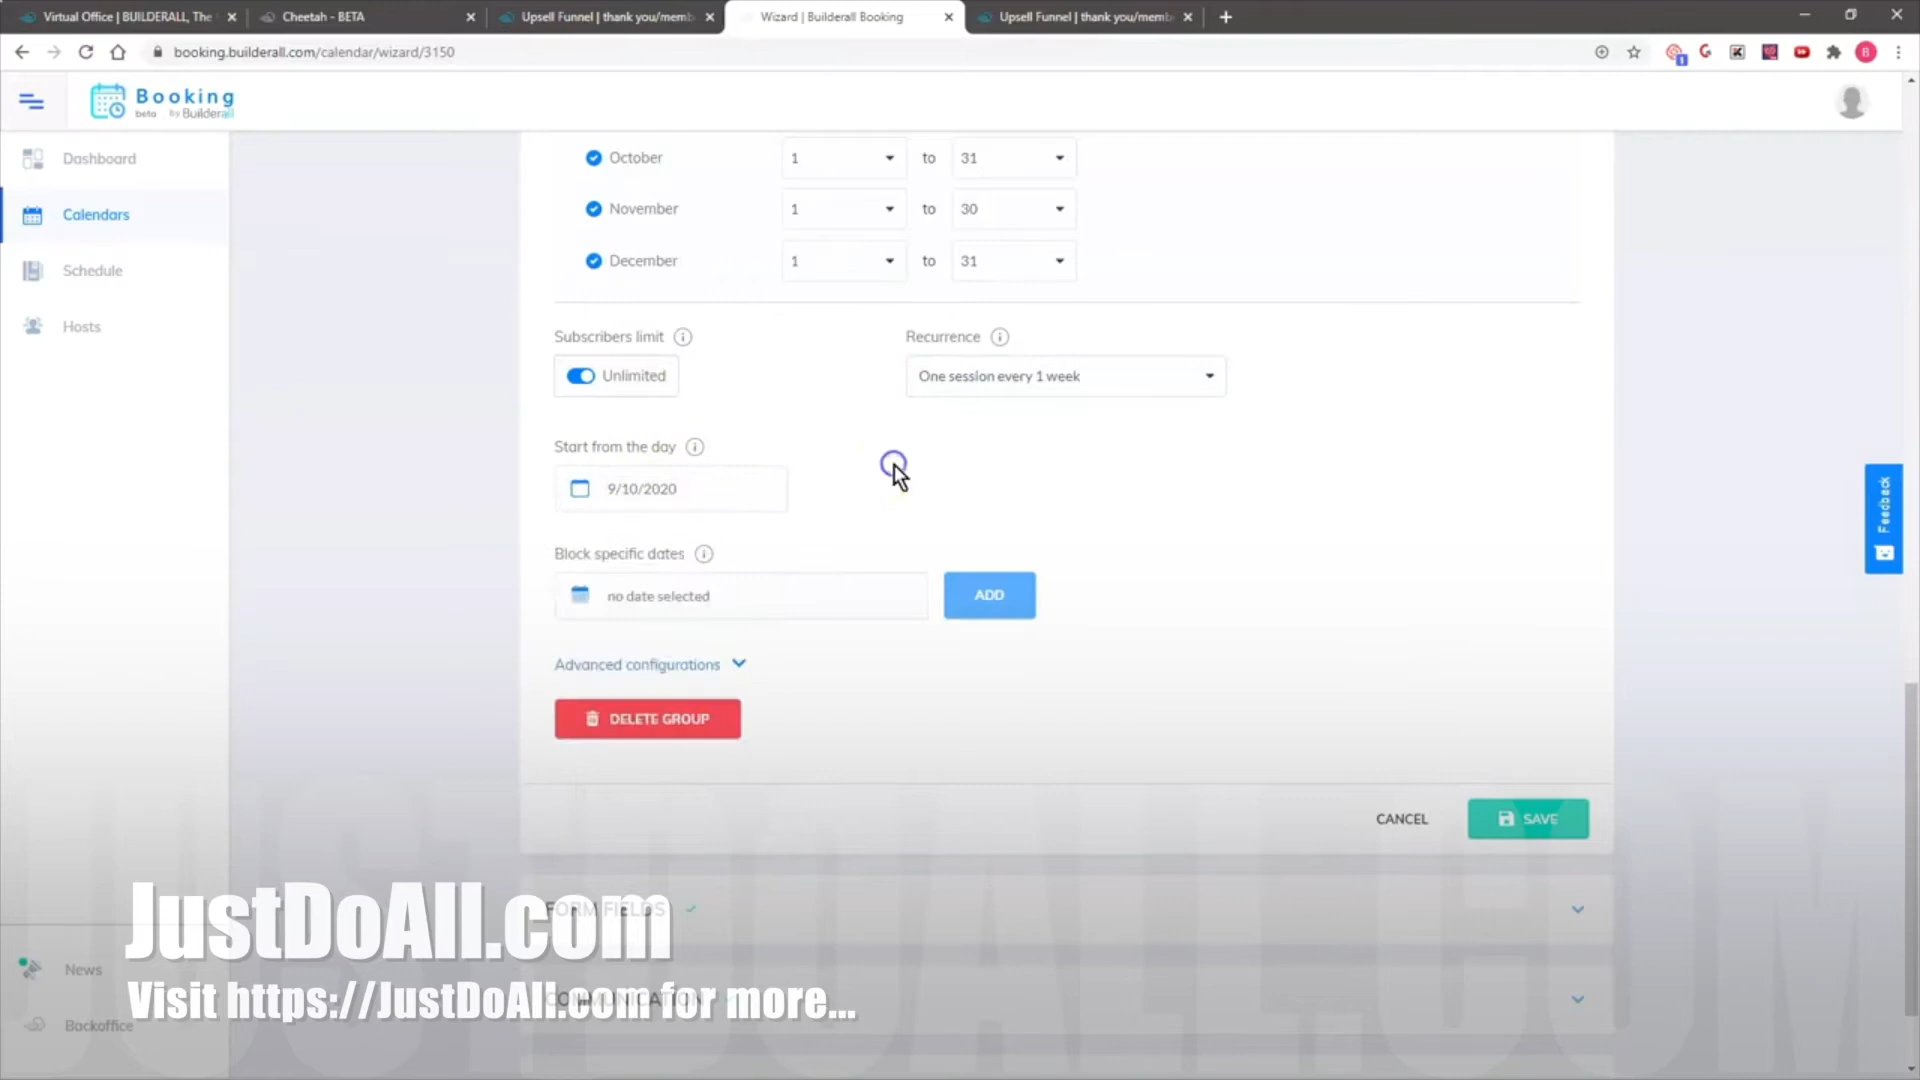 Virtual Office | BUILDERALL, The
Cheetah - BETA
Upsell Funnel | thank you/memb
Wizard | Builderall Booking
Upsell Funnel | thank you/memb
booking.builderall.com/calendar/wizard/3150
1
B
Booking
beta by Builderall
Dashboard
Calendars
Schedule
Hosts
October 1 to 31
November 1 to 30
December 1 to 31
Subscribers limit
Recurrence
Unlimited
One session every 1 week
Start from the day
9/10/2020
Block specific dates
no date selected
ADD
Advanced configurations
DELETE GROUP
CANCEL
SAVE
Feedback
FORM FIELDS
COMMUNICATION
News
Backoffice
JustDoAll.com
Visit https://JustDoAll.com for more...
JUSTDOALL.COM